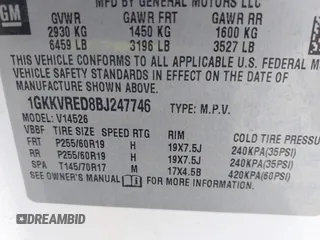 MFD BY GENERAL MOTORS LLC
GVWR GAWR FRT GAWR RR
2930 KG 1450 KG 1600 KG
6459 LB 3196 LB 3527 LB
THIS VEHICLE CONFORMS TO ALL APPLICABLE U.S. FEDERAL M
VEHICLE SAFETY STANDARDS IN EFFECT ON THE DATE OF
MANUFACTURE SHOWN ABOVE.
1GKKVRED8BJ247746 TYPE: M.P.V.
MODEL: V14526
VBBF TIRE SIZE SPEED RTG RIM COLD TIRE PRESSURE
FRT P255/60R19 H 19X7.5J 240KPA(35PSI)
RR P255/60R19 H 19X7.5J 240KPA(35PSI)
SPA T145/70R17 M 17X4.5B 420KPA(60PSI)
SEE OWNER'S MANUAL FOR ADDITIONAL INFORMATION
DREAMBID